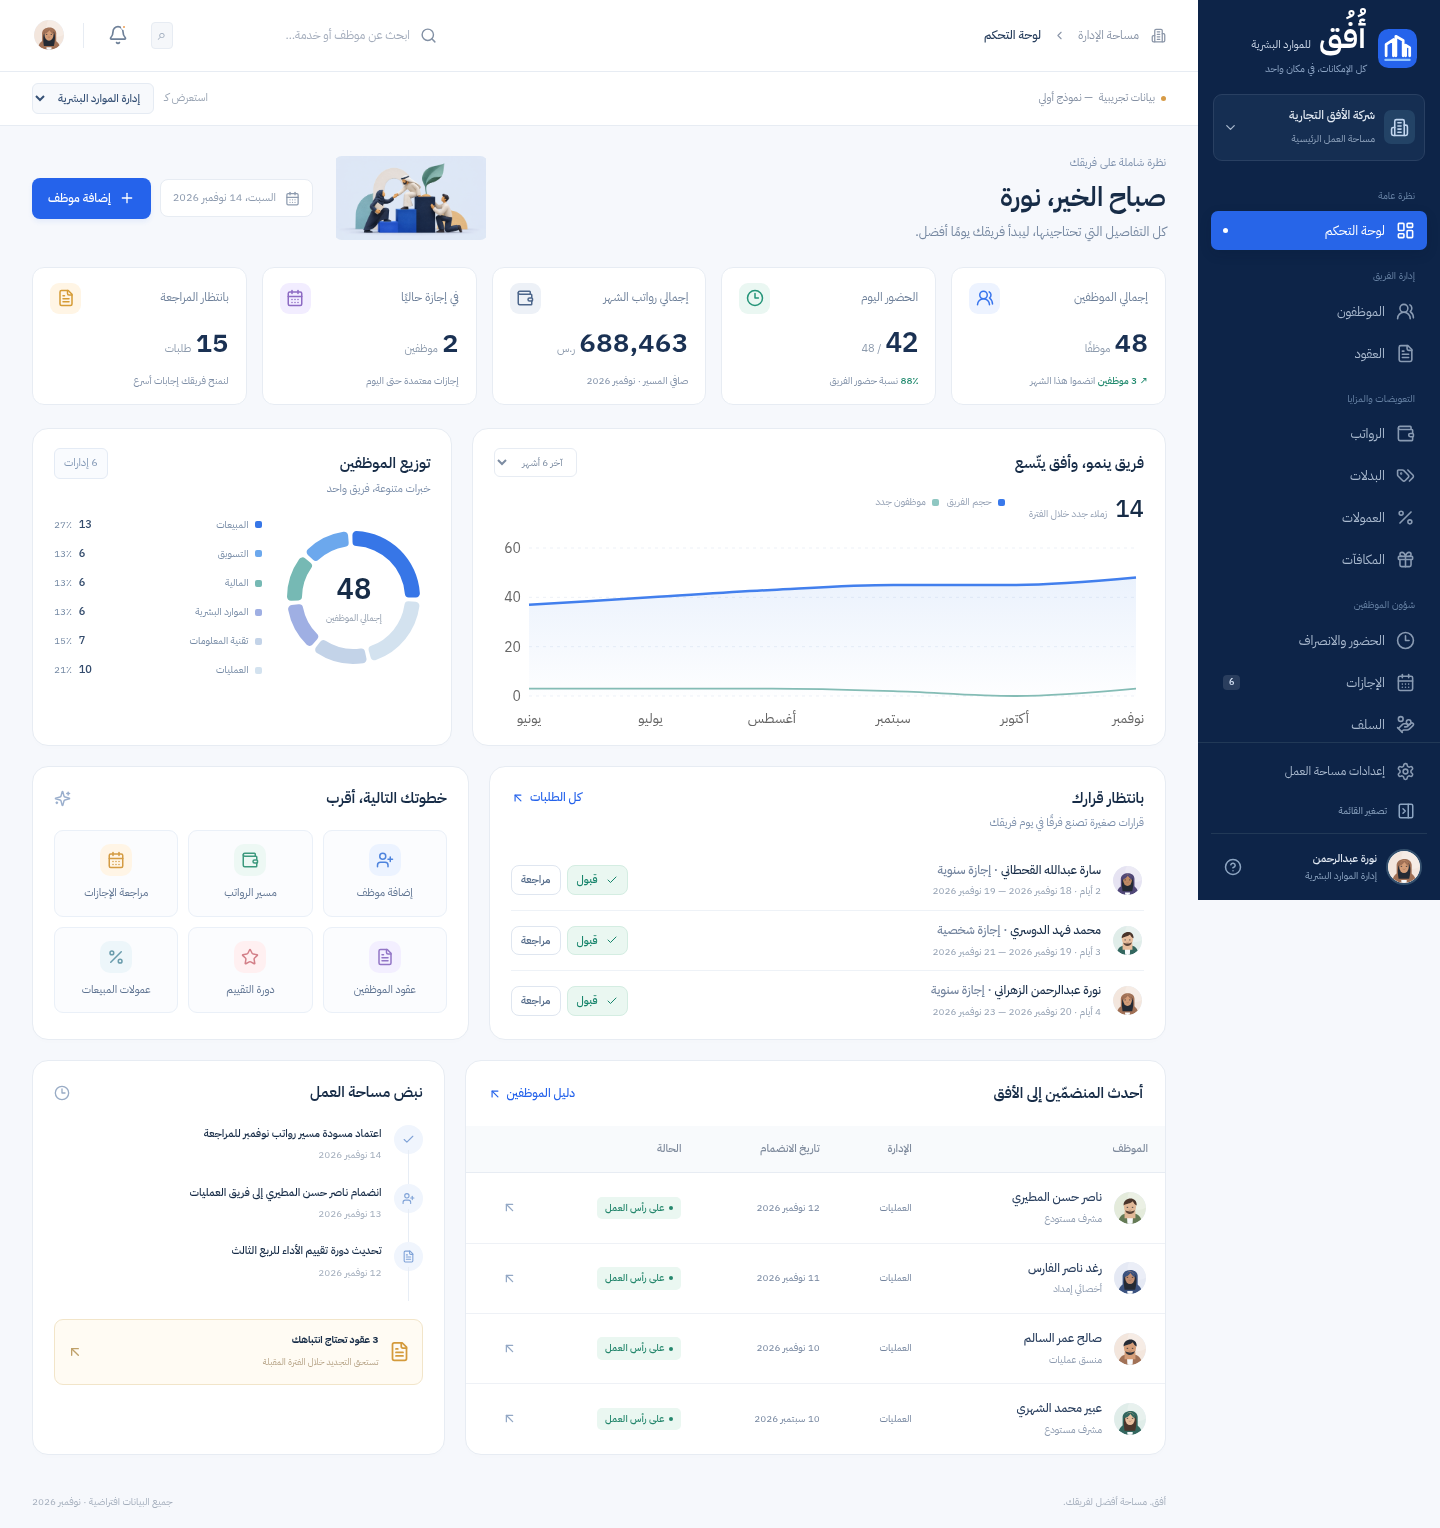 أُفُق
للموارد البشرية
كل الإمكانات، في مكان واحد
شركة الأفق التجارية
مساحة العمل الرئيسية
نظرة عامة
لوحة التحكم
إدارة الفريق
الموظفون
العقود
التعويضات والمزايا
الرواتب
البدلات
العمولات
المكافآت
شؤون الموظفين
الحضور والانصراف
الإجازات
6
السلف
إعدادات مساحة العمل
تصغير القائمة
نورة عبدالرحمن
إدارة الموارد البشرية
مساحة الإدارة
لوحة التحكم
ابحث عن موظف أو خدمة...
بيانات تجريبية — نموذج أولي
استعرض كـ
إدارة الموارد البشرية
نظرة شاملة على فريقك
صباح الخير، نورة
كل التفاصيل التي تحتاجينها، ليبدأ فريقك يومًا أفضل.
السبت، 14 نوفمبر 2026
إضافة موظف
إجمالي الموظفين
48 موظفًا
↗ 3 موظفين انضموا هذا الشهر
الحضور اليوم
42 / 48
88٪ نسبة حضور الفريق
إجمالي رواتب الشهر
688,463 ر.س
صافي المسير · نوفمبر 2026
في إجازة حاليًا
2 موظفين
إجازات معتمدة حتى اليوم
بانتظار المراجعة
15 طلبات
لنمنح فريقك إجابات أسرع
فريق ينمو، وأفق يتّسع
آخر 6 أشهر
14 زملاء جدد خلال الفترة
حجم الفريق
موظفون جدد
60
40
20
0
نوفمبر
أكتوبر
سبتمبر
أغسطس
يوليو
يونيو
توزيع الموظفين
6 إدارات
خبرات متنوعة، فريق واحد
48
إجمالي الموظفين
المبيعات 13 27٪
التسويق 6 13٪
المالية 6 13٪
الموارد البشرية 6 13٪
تقنية المعلومات 7 15٪
العمليات 10 21٪
بانتظار قرارك
كل الطلبات
قرارات صغيرة تصنع فرقًا في يوم فريقك
سارة عبدالله القحطاني · إجازة سنوية
2 أيام · 18 نوفمبر 2026 — 19 نوفمبر 2026
قبول
مراجعة
محمد فهد الدوسري · إجازة شخصية
3 أيام · 19 نوفمبر 2026 — 21 نوفمبر 2026
قبول
مراجعة
نورة عبدالرحمن الزهراني · إجازة سنوية
4 أيام · 20 نوفمبر 2026 — 23 نوفمبر 2026
قبول
مراجعة
خطوتك التالية، أقرب
إضافة موظف
مسير الرواتب
مراجعة الإجازات
عقود الموظفين
دورة التقييم
عمولات المبيعات
أحدث المنضمّين إلى الأفق
دليل الموظفين
الموظف الإدارة تاريخ الانضمام الحالة
ناصر حسن المطيري
مشرف مستودع
العمليات
12 نوفمبر 2026
على رأس العمل
رغد ناصر الفارس
أخصائي إمداد
العمليات
11 نوفمبر 2026
على رأس العمل
صالح عمر السالم
منسق عمليات
العمليات
10 نوفمبر 2026
على رأس العمل
عبير محمد الشهري
مشرف مستودع
العمليات
10 سبتمبر 2026
على رأس العمل
نبض مساحة العمل
اعتماد مسودة مسير رواتب نوفمبر للمراجعة
14 نوفمبر 2026
انضمام ناصر حسن المطيري إلى فريق العمليات
13 نوفمبر 2026
تحديث دورة تقييم الأداء للربع الثالث
12 نوفمبر 2026
3 عقود تحتاج انتباهك
تستحق التجديد خلال الفترة المقبلة
أفق. مساحة أفضل لفريقك.
جميع البيانات افتراضية · نوفمبر 2026